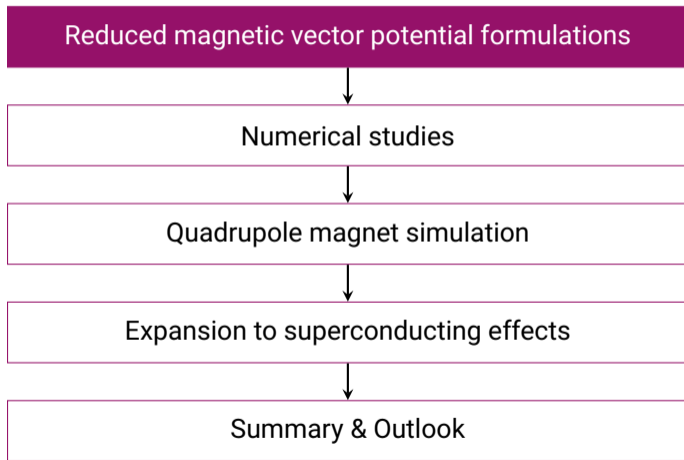 Reduced magnetic vector potential formulations
Numerical studies
Quadrupole magnet simulation
Expansion to superconducting effects
Summary & Outlook